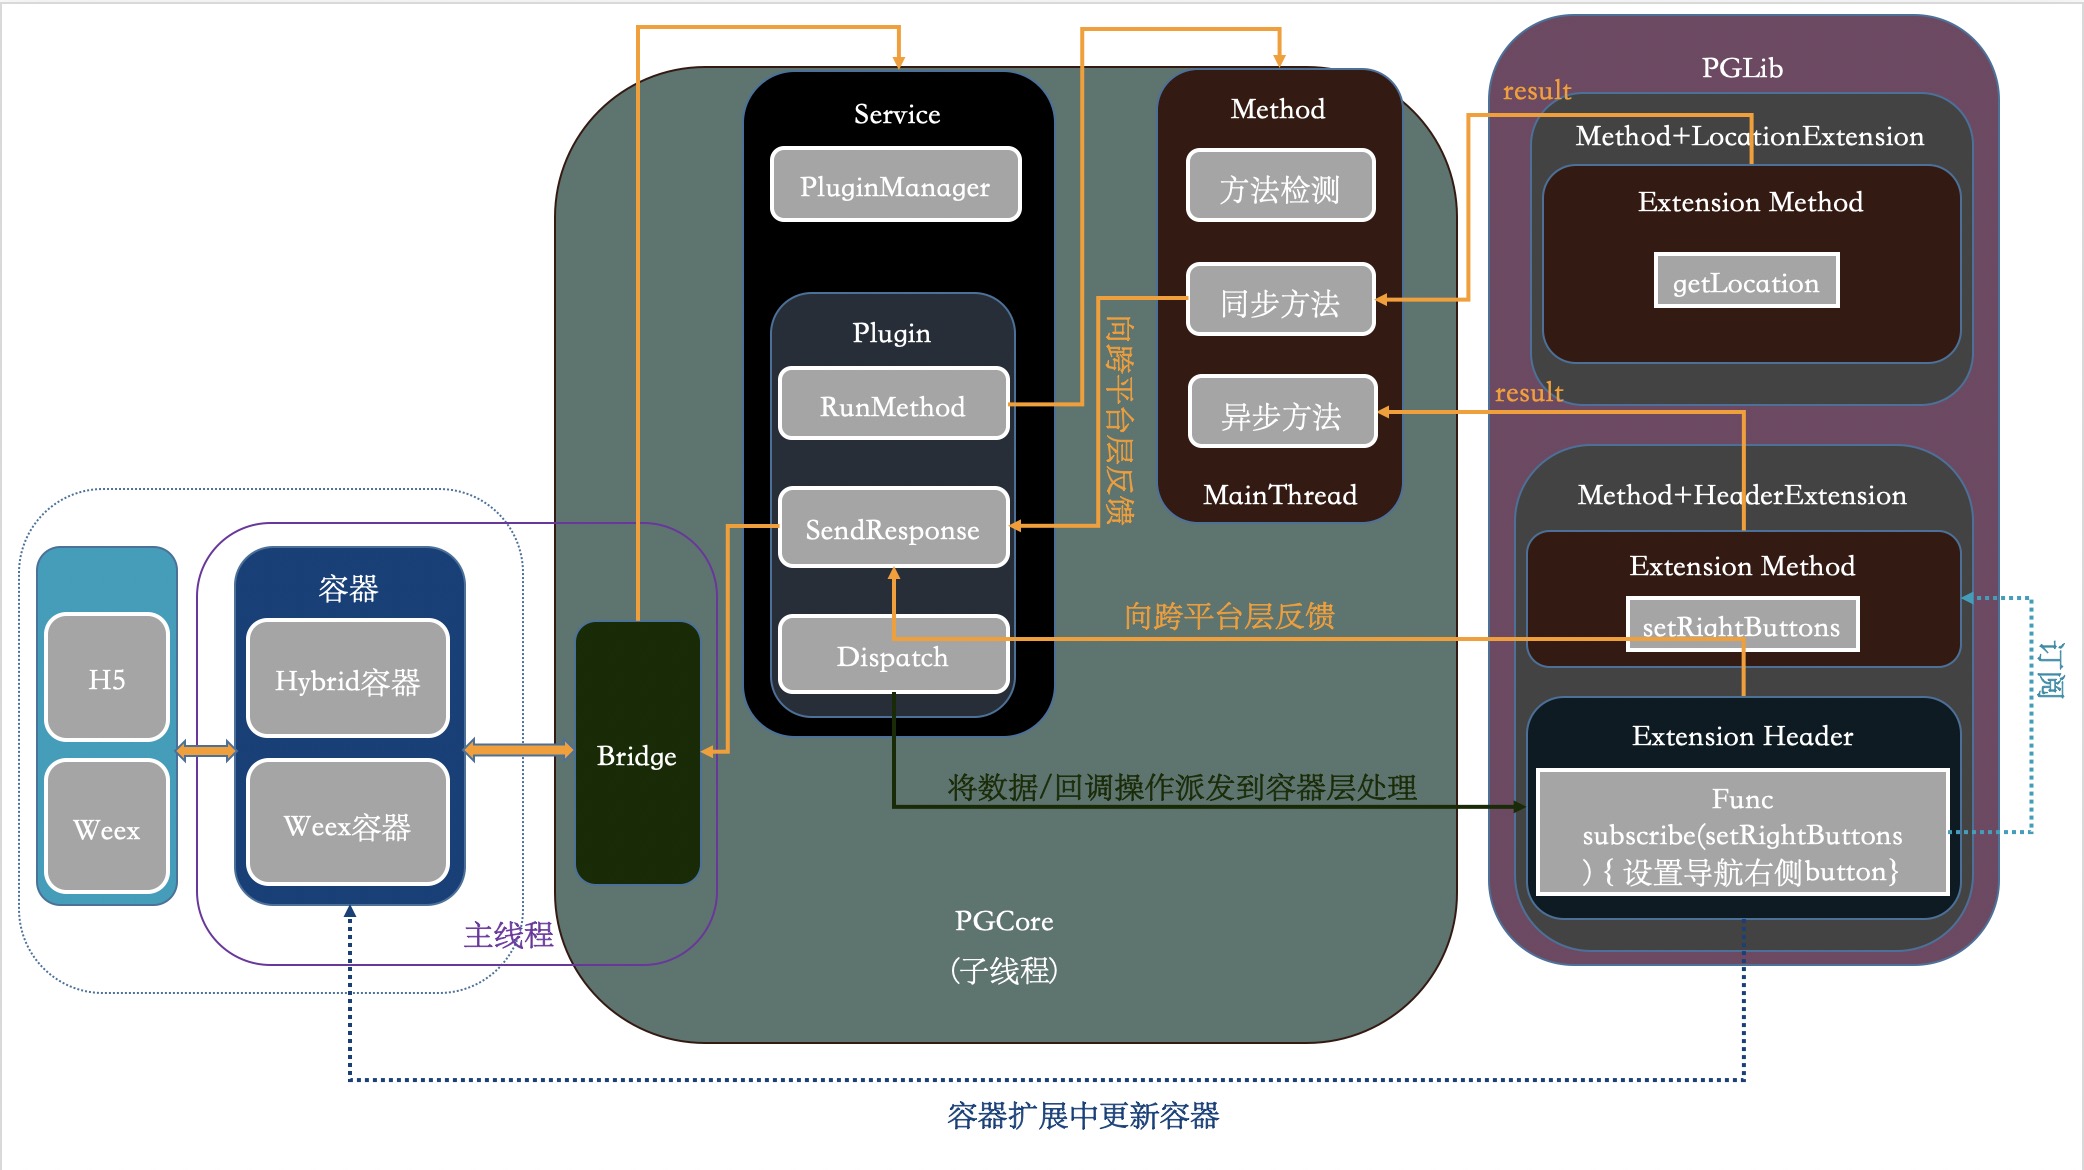 H5
Weex
容器
Hybrid容器
Weex容器
主线程
Bridge
Service
PluginManager
Plugin
RunMethod
SendResponse
Dispatch
Method
方法检测
同步方法
异步方法
MainThread
向跨平台层反馈
向跨平台层反馈
将数据/回调操作派发到容器层处理
PGCore
(子线程)
PGLib
result
Method+LocationExtension
Extension Method
getLocation
result
Method+HeaderExtension
Extension Method
setRightButtons
Extension Header
Func
subscribe(setRightButtons
) { 设置导航右侧button}
订阅
容器扩展中更新容器